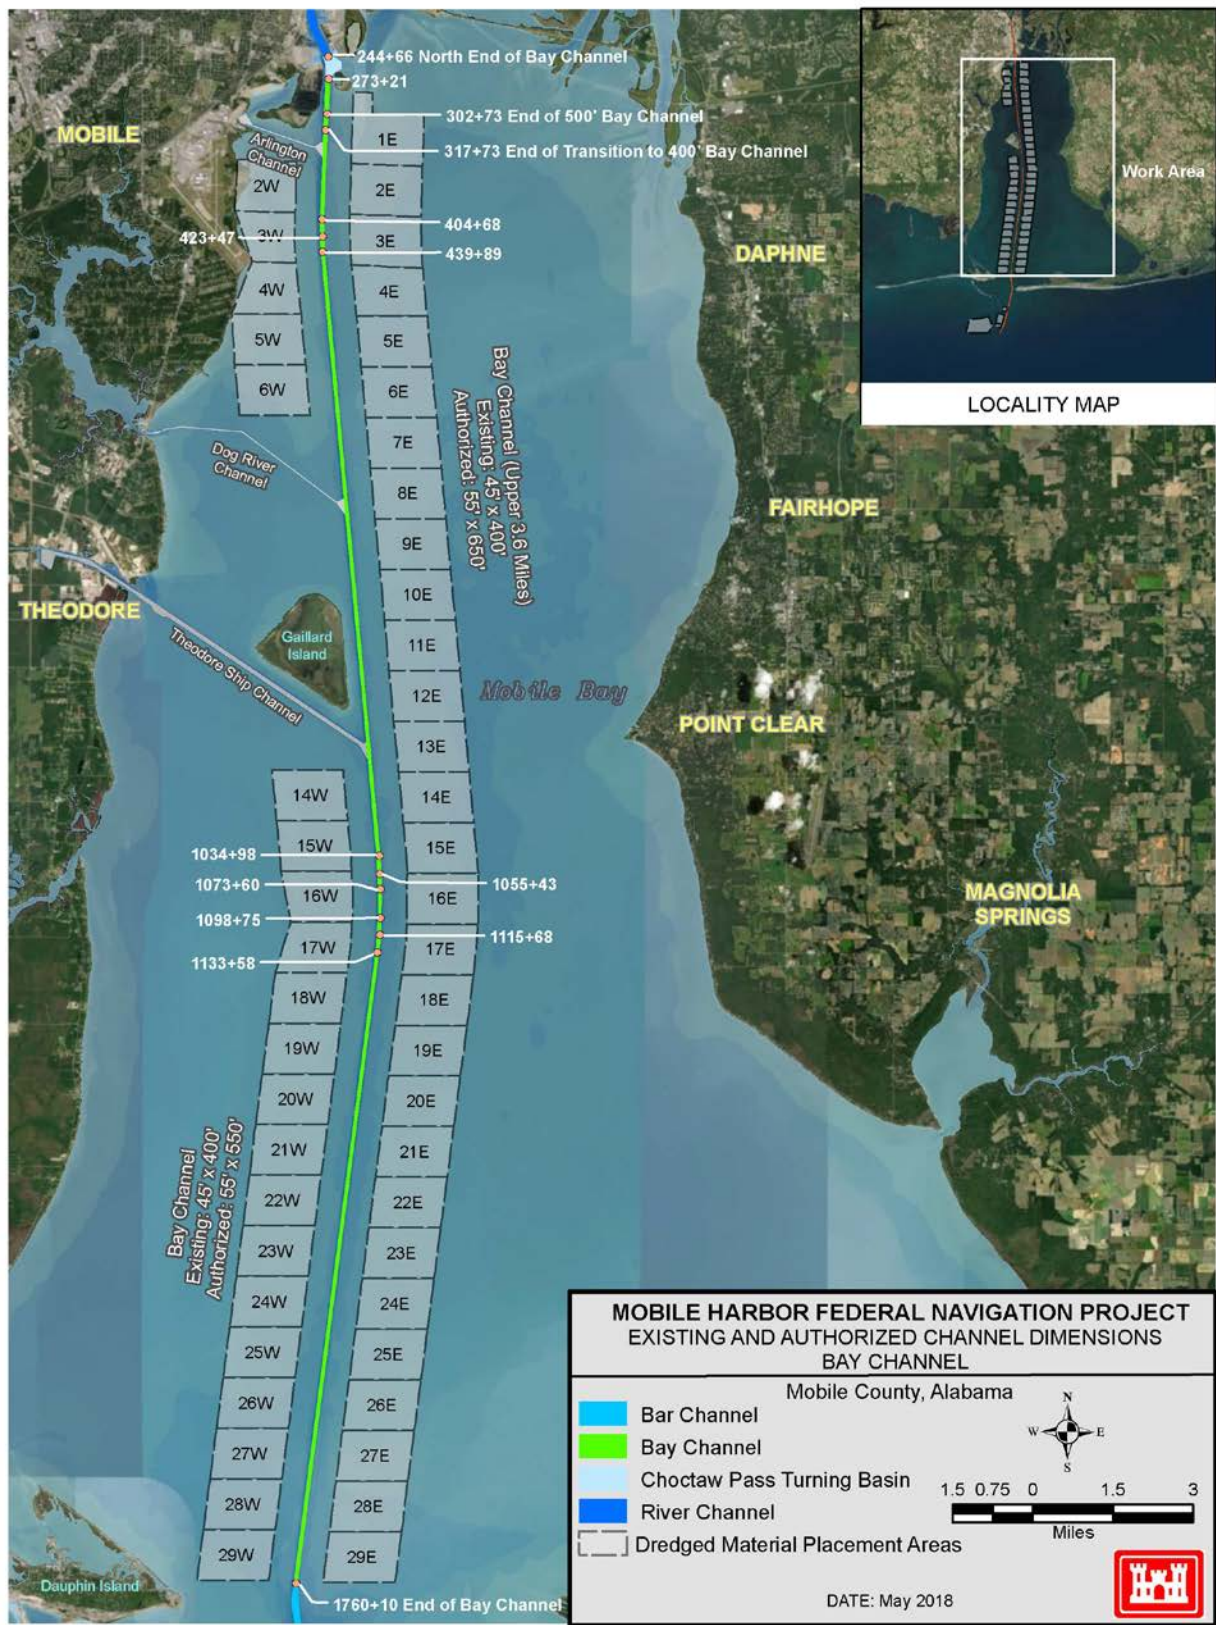 244+66 North End of Bay Channel
273+21
302+73 End of 500' Bay Channel
317+73 End of Transition to 400' Bay Channel
MOBILE
Arlington
Channel
1E
2W
2E
404+68
423+47
3W
3E
439+89
DAPHNE
4W
4E
5W
5E
6W
6E
Bay Channel (Upper 3.6 Miles)
Existing: 45' x 400'
Authorized: 55' x 650'
7E
Dog River
Channel
8E
FAIRHOPE
9E
10E
THEODORE
Gaillard
Island
11E
Theodore Ship Channel
12E
Mobile Bay
POINT CLEAR
13E
14W
14E
15W
15E
1034+98
1055+43
1073+60
16W
16E
MAGNOLIA
SPRINGS
1098+75
1115+68
17W
17E
1133+58
18W
18E
19W
19E
20W
20E
Bay Channel
Existing: 45' x 400'
Authorized: 55' x 550'
21W
21E
22W
22E
23W
23E
24W
24E
25W
25E
26W
26E
27W
27E
28W
28E
29W
29E
Dauphin Island
1760+10 End of Bay Channel
Work Area
LOCALITY MAP
MOBILE HARBOR FEDERAL NAVIGATION PROJECT
EXISTING AND AUTHORIZED CHANNEL DIMENSIONS
BAY CHANNEL
Mobile County, Alabama
Bar Channel
Bay Channel
Choctaw Pass Turning Basin
River Channel
Dredged Material Placement Areas
N
W E
S
1.5 0.75 0 1.5 3
Miles
DATE: May 2018